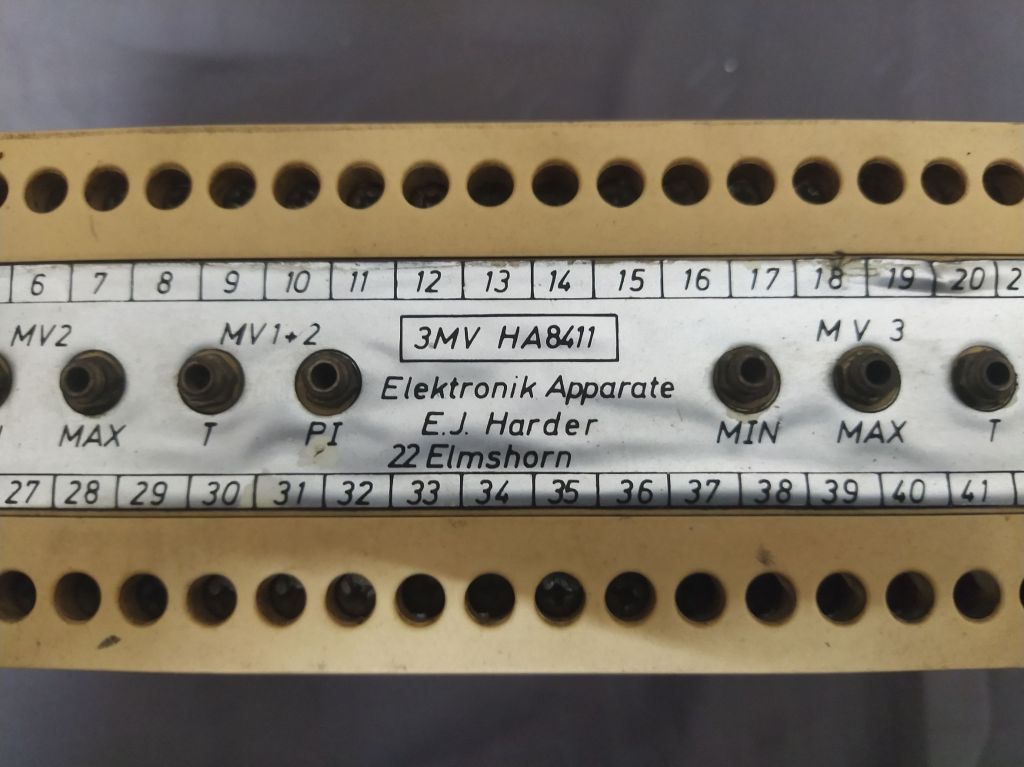 6 7 8 9 10 11 12 13 14 15 16 17 18 19 20
MV2 MV1+2 3MV HA8411 MV 3
Elektronik Apparate
MAX T PI E.J. Harder MIN MAX T
22 Elmshorn
27 28 29 30 31 32 33 34 35 36 37 38 39 40 41